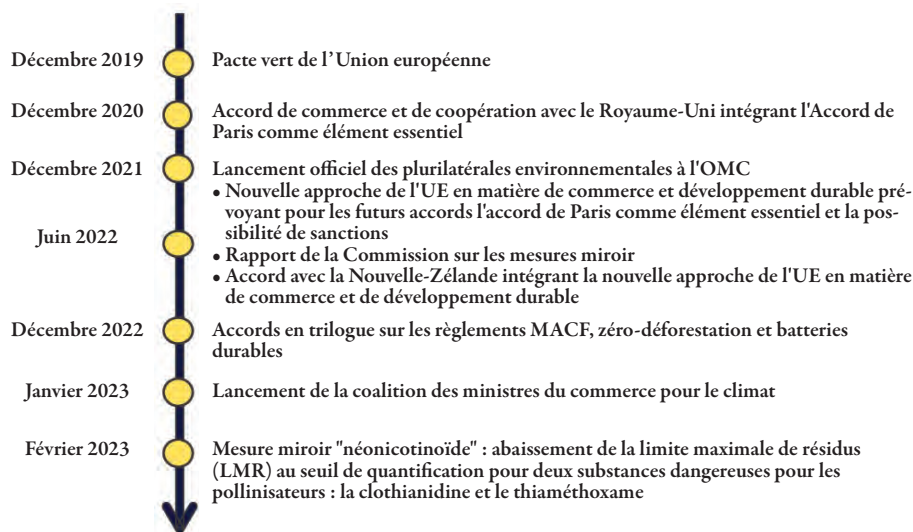 Décembre 2019
Pacte vert de l'Union européenne
Décembre 2020
Accord de commerce et de coopération avec le Royaume-Uni intégrant l'Accord de
Paris comme élément essentiel
Décembre 2021
Lancement officiel des plurilatérales environnementales à l'OMC
Juin 2022
• Nouvelle approche de l'UE en matière de commerce et développement durable pré-
voyant pour les futurs accords l'accord de Paris comme élément essentiel et la pos-
sibilité de sanctions
• Rapport de la Commission sur les mesures miroir
• Accord avec la Nouvelle-Zélande intégrant la nouvelle approche de l'UE en matière
de commerce et de développement durable
Décembre 2022
Accords en trilogue sur les règlements MACF, zéro-déforestation et batteries
durables
Janvier 2023
Lancement de la coalition des ministres du commerce pour le climat
Février 2023
Mesure miroir "néonicotinoïde" : abaissement de la limite maximale de résidus
(LMR) au seuil de quantification pour deux substances dangereuses pour les
pollinisateurs : la clothianidine et le thiaméthoxame